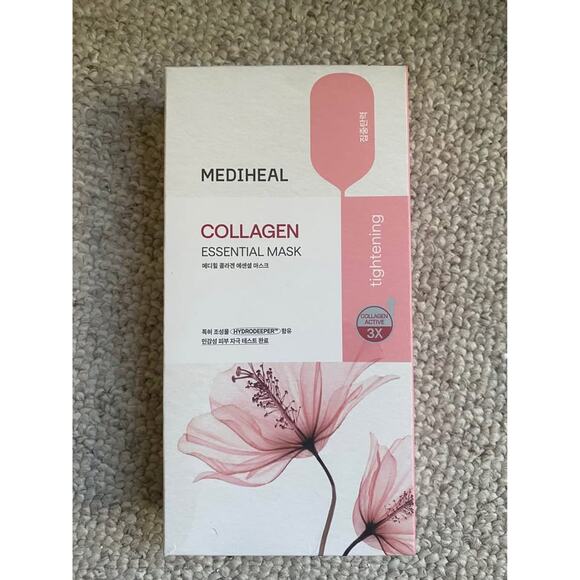 집중탄력
MEDIHEAL
COLLAGEN
ESSENTIAL MASK
메디힐 콜라겐 에센셜 마스크
tightening
COLLAGEN
ACTIVE
3X
특허 조성물 (HYDRODEEPER™) 함유
민감성 피부 자극 테스트 완료